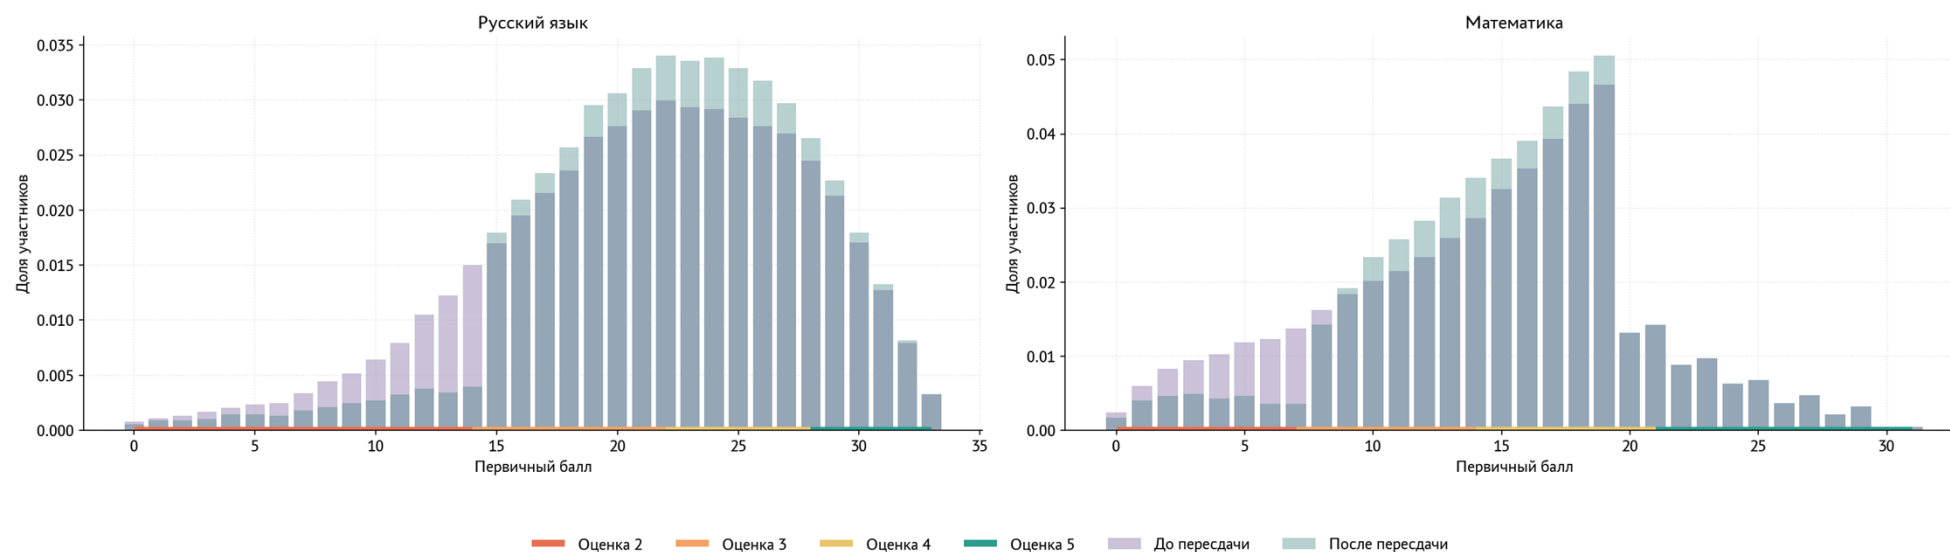 Русский язык
Математика
0.035
0.030
0.025
0.020
0.015
0.010
0.005
0.000
Доля участников
0 5 10 15 20 25 30 35
Первичный балл
0.05
0.04
0.03
0.02
0.01
0.00
Доля участников
0 5 10 15 20 25 30
Первичный балл
Оценка 2 Оценка 3 Оценка 4 Оценка 5 До пересдачи После пересдачи